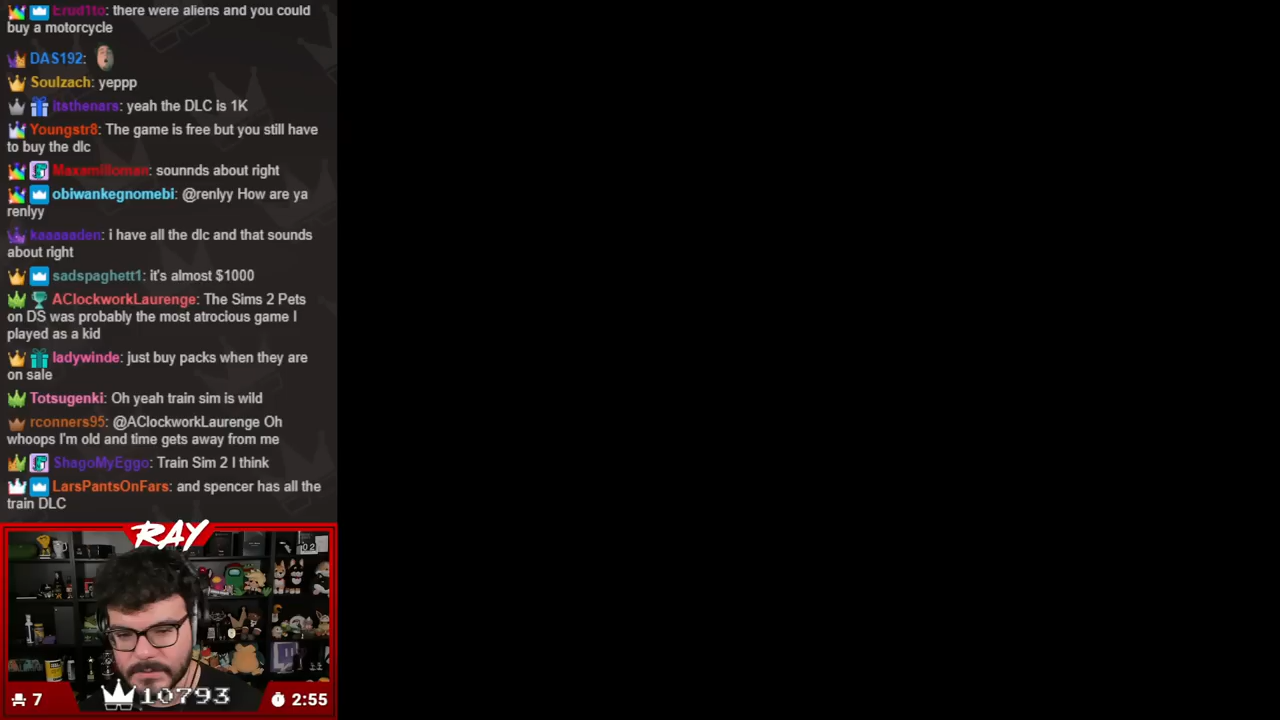 Erud1to: there were aliens and you could
buy a motorcycle
DAS192:
Soulzach: yeppp
itsthenars: yeah the DLC is 1K
Youngstr8: The game is free but you still have
to buy the dlc
Maxamilloman: sounnds about right
obiwankegnomebi: @renlyy How are ya
renlyy
kaaaaaden: i have all the dlc and that sounds
about right
sadspaghett1: it's almost $1000
AClockworkLaurenge: The Sims 2 Pets
on DS was probably the most atrocious game I
played as a kid
ladywinde: just buy packs when they are
on sale
Totsugenki: Oh yeah train sim is wild
rconners95: @AClockworkLaurenge Oh
whoops I'm old and time gets away from me
ShagoMyEggo: Train Sim 2 I think
LarsPantsOnFars: and spencer has all the
train DLC
RAY
7
10793
2:55